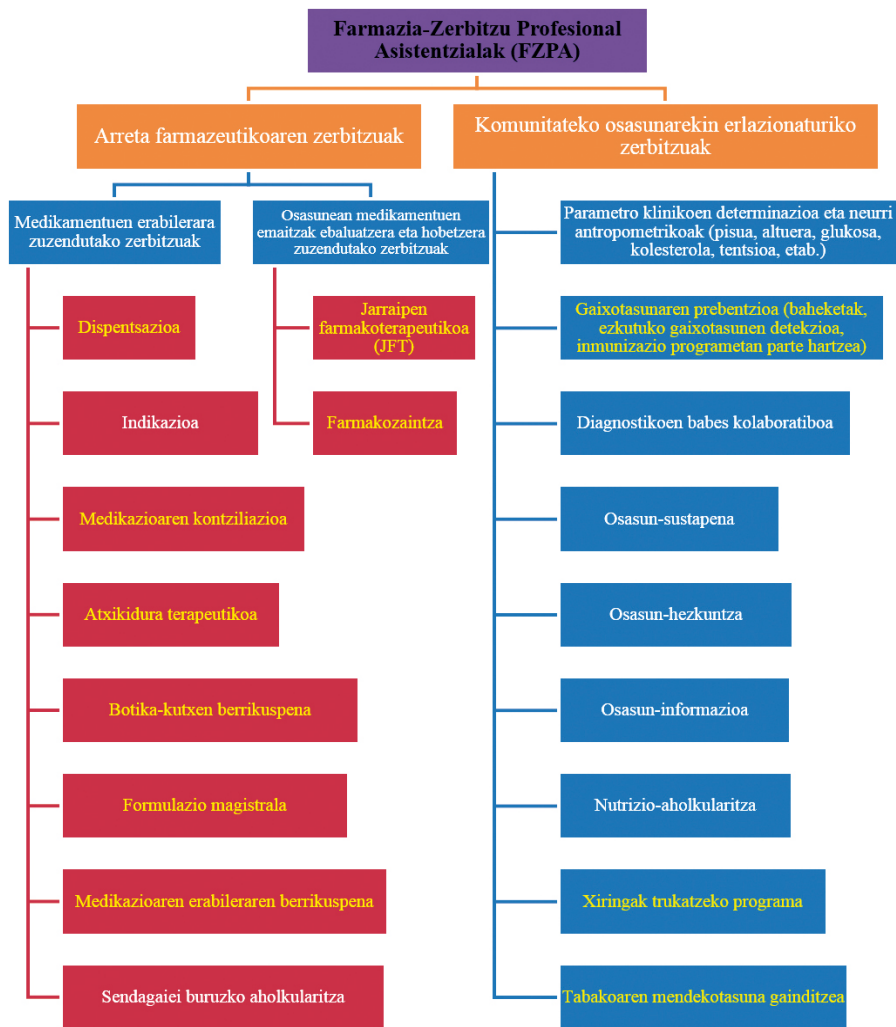 Farmazia-Zerbitzu Profesional
Asistentzialak (FZPA)
Arreta farmazeutikoaren zerbitzuak
Komunitateko osasunarekin erlazionaturiko
zerbitzuak
Medikamentuen erabilerara
zuzendutako zerbitzuak
Osasunean medikamentuen
emaitzak ebaluatzera eta hobetzera
zuzendutako zerbitzuak
Dispentsazioa
Indikazioa
Medikazioaren kontziliazioa
Atxikidura terapeutikoa
Botika-kutxen berrikuspena
Formulazio magistrala
Medikazioaren erabileraren berrikuspena
Sendagaiei buruzko aholkularitza
Jarraipen
farmakoterapeutikoa
(JFT)
Farmakozaintza
Parametro klinikoen determinazioa eta neurri
antropometrikoak (pisua, altuera, glukosa,
kolesterola, tentsioa, etab.)
Gaixotasunaren prebentzioa (baheketak,
ezkutuko gaixotasunen detekzioa,
inmunizazio programetan parte hartzea)
Diagnostikoen babes kolaboratiboa
Osasun-sustapena
Osasun-hezkuntza
Osasun-informazioa
Nutrizio-aholkularitza
Xiringak trukatzeko programa
Tabakoaren mendekotasuna gainditzea